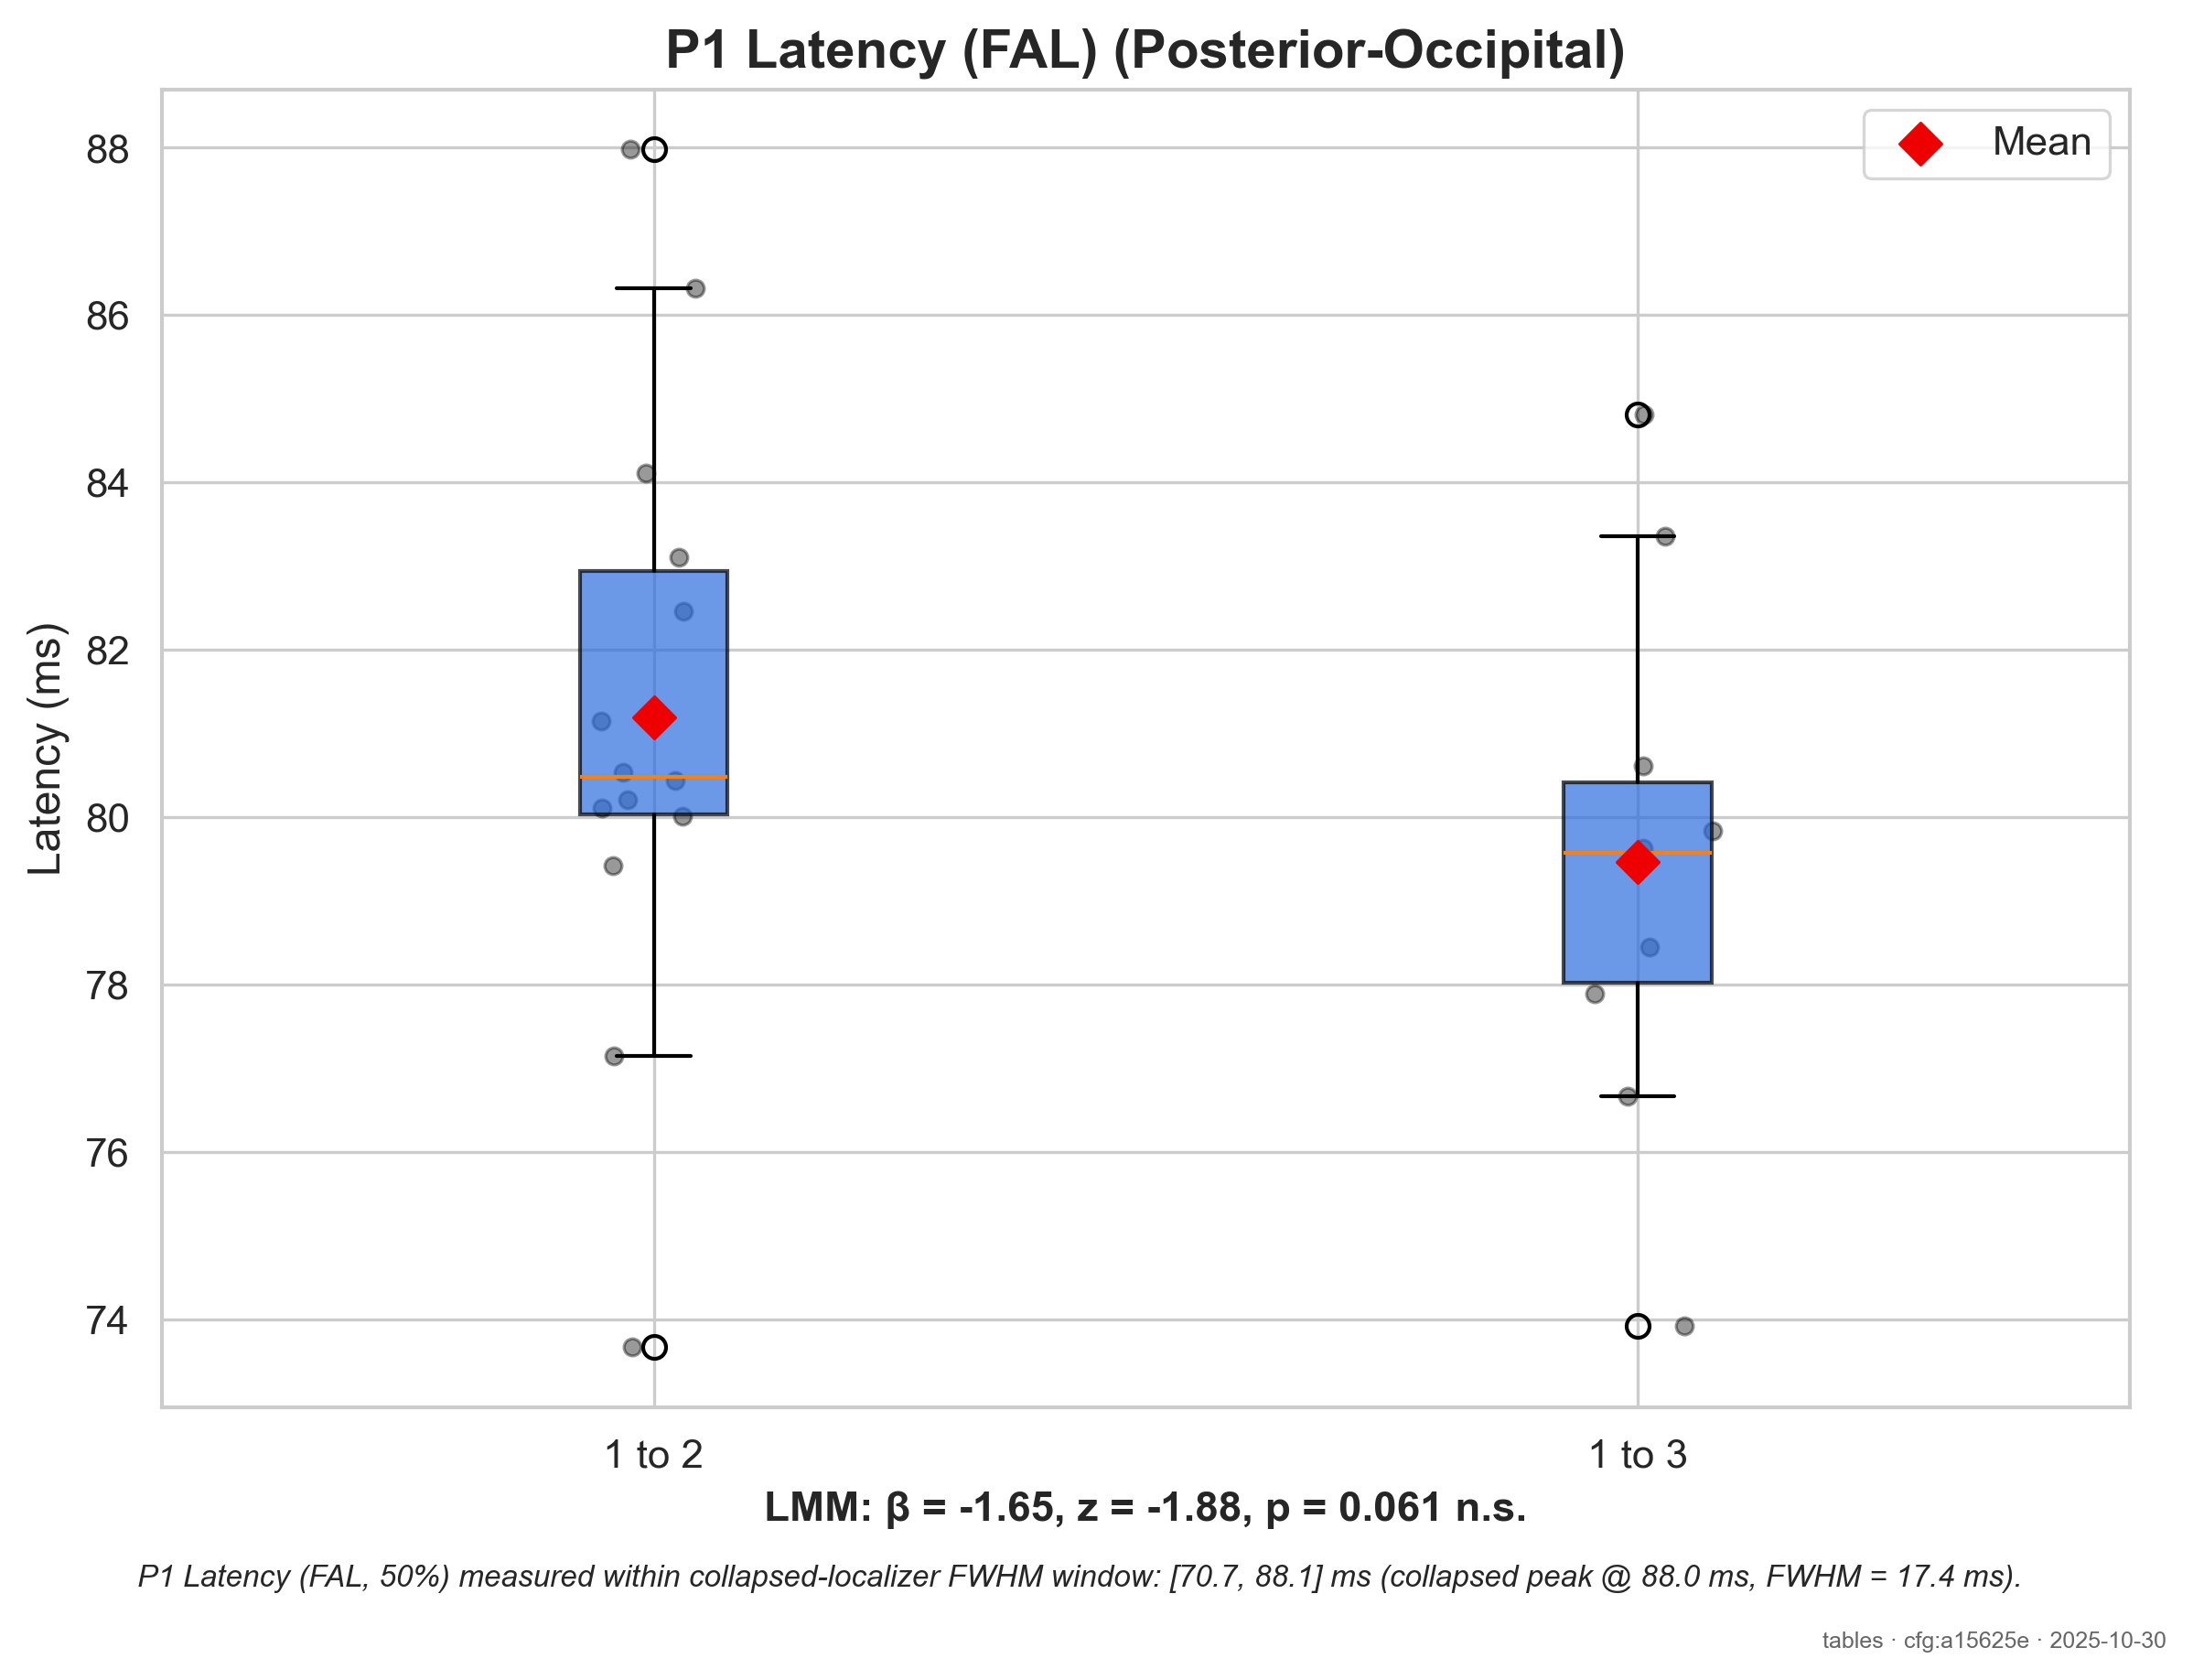 P1 Latency (FAL) (Posterior-Occipital)
Mean
Latency (ms)
88
86
84
82
80
78
76
74
1 to 2
1 to 3
LMM: β = -1.65, z = -1.88, p = 0.061 n.s.
P1 Latency (FAL, 50%) measured within collapsed-localizer FWHM window: [70.7, 88.1] ms (collapsed peak @ 88.0 ms, FWHM = 17.4 ms).
tables · cfg:a15625e · 2025-10-30